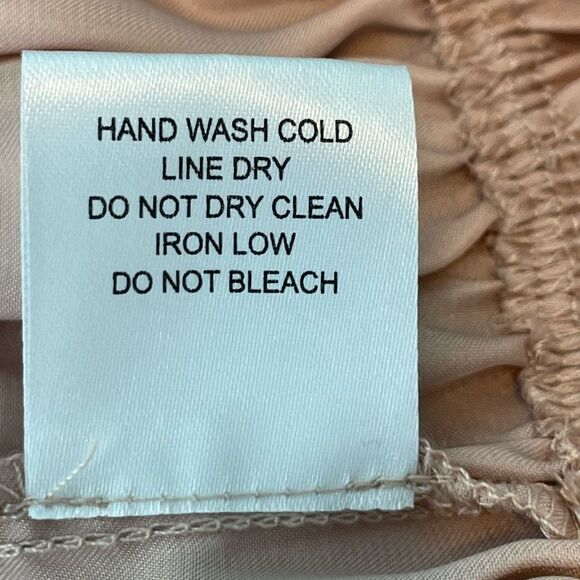 HAND WASH COLD
LINE DRY
DO NOT DRY CLEAN
IRON LOW
DO NOT BLEACH